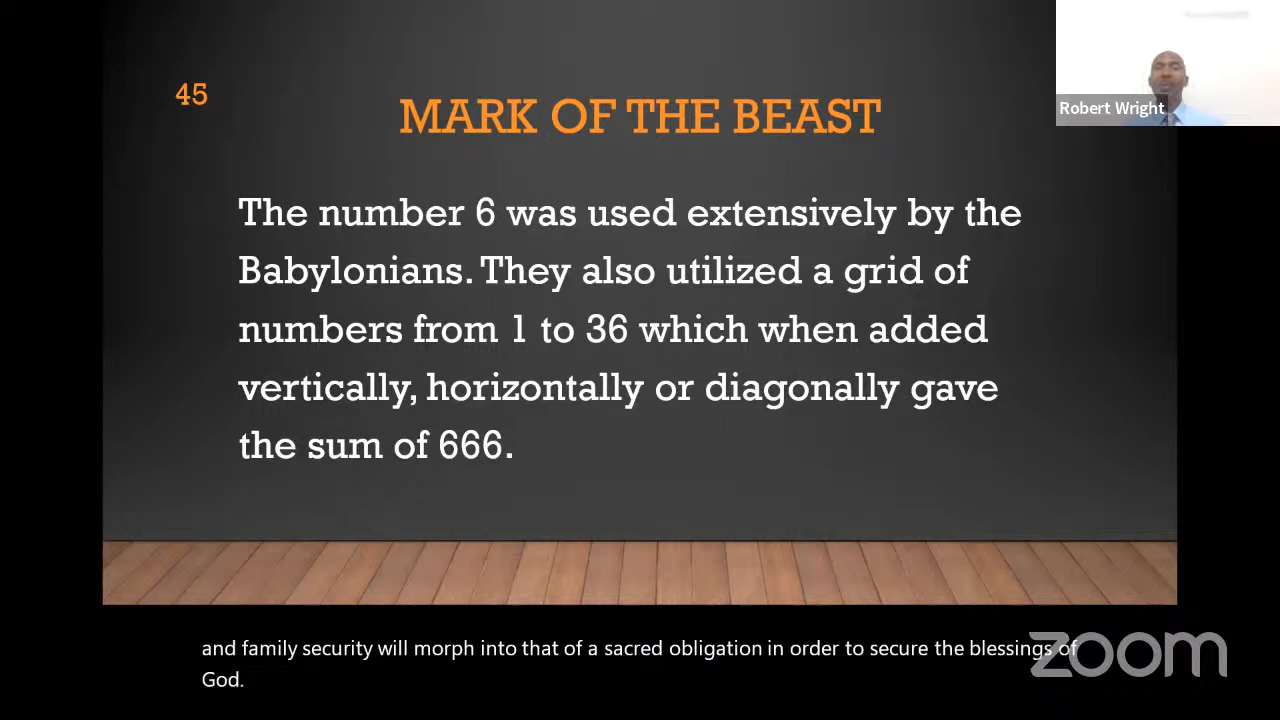 45
MARK OF THE BEAST
Robert Wright
The number 6 was used extensively by the
Babylonians. They also utilized a grid of
numbers from 1 to 36 which when added
vertically, horizontally or diagonally gave
the sum of 666.
and family security will morph into that of a sacred obligation in order to secure the blessings of
God.
zoom